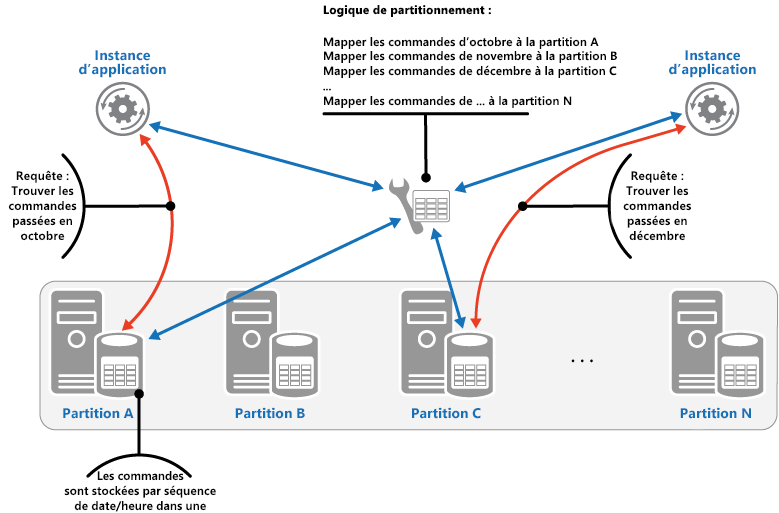 Logique de partitionnement :
Mapper les commandes d'octobre à la partition A
Mapper les commandes de novembre à la partition B
Mapper les commandes de décembre à la partition C
...
Mapper les commandes de ... à la partition N
Instance
d'application
Instance
d'application
Requête :
Trouver les
commandes
passées en
octobre
Requête :
Trouver les
commandes
passées en
décembre
. . .
Partition A
Partition B
Partition C
Partition N
Les commandes
sont stockées par séquence
de date/heure dans une